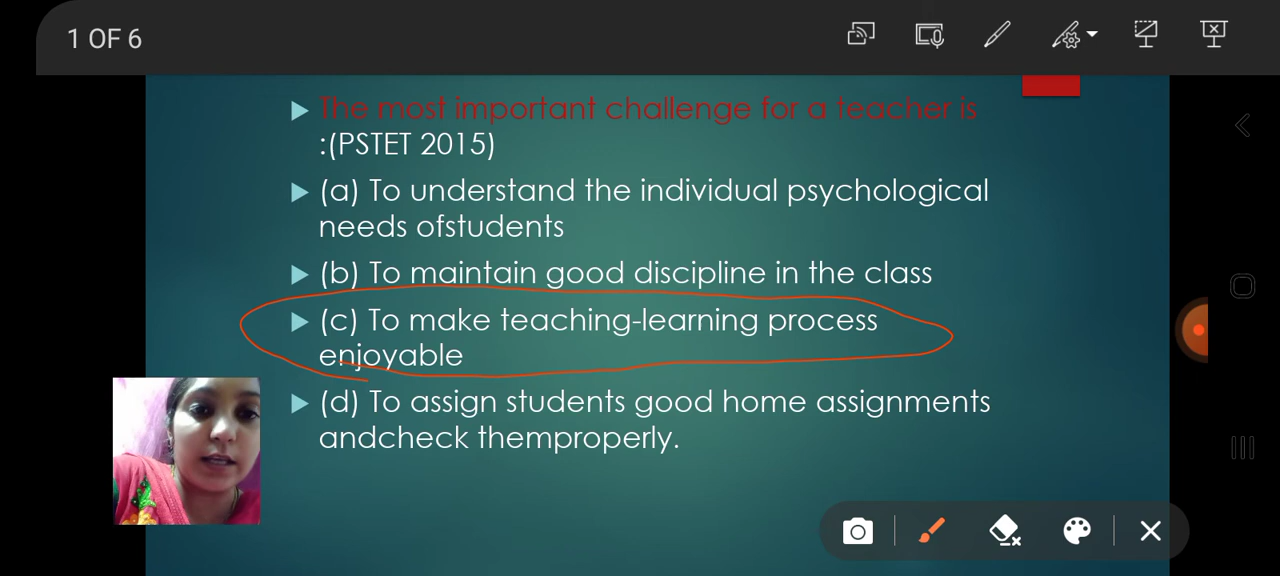 1 OF 6
The most important challenge for a teacher is
:(PSTET 2015)
(a) To understand the individual psychological
needs ofstudents
(b) To maintain good discipline in the class
(c) To make teaching-learning process
enjoyable
(d) To assign students good home assignments
andcheck themproperly.